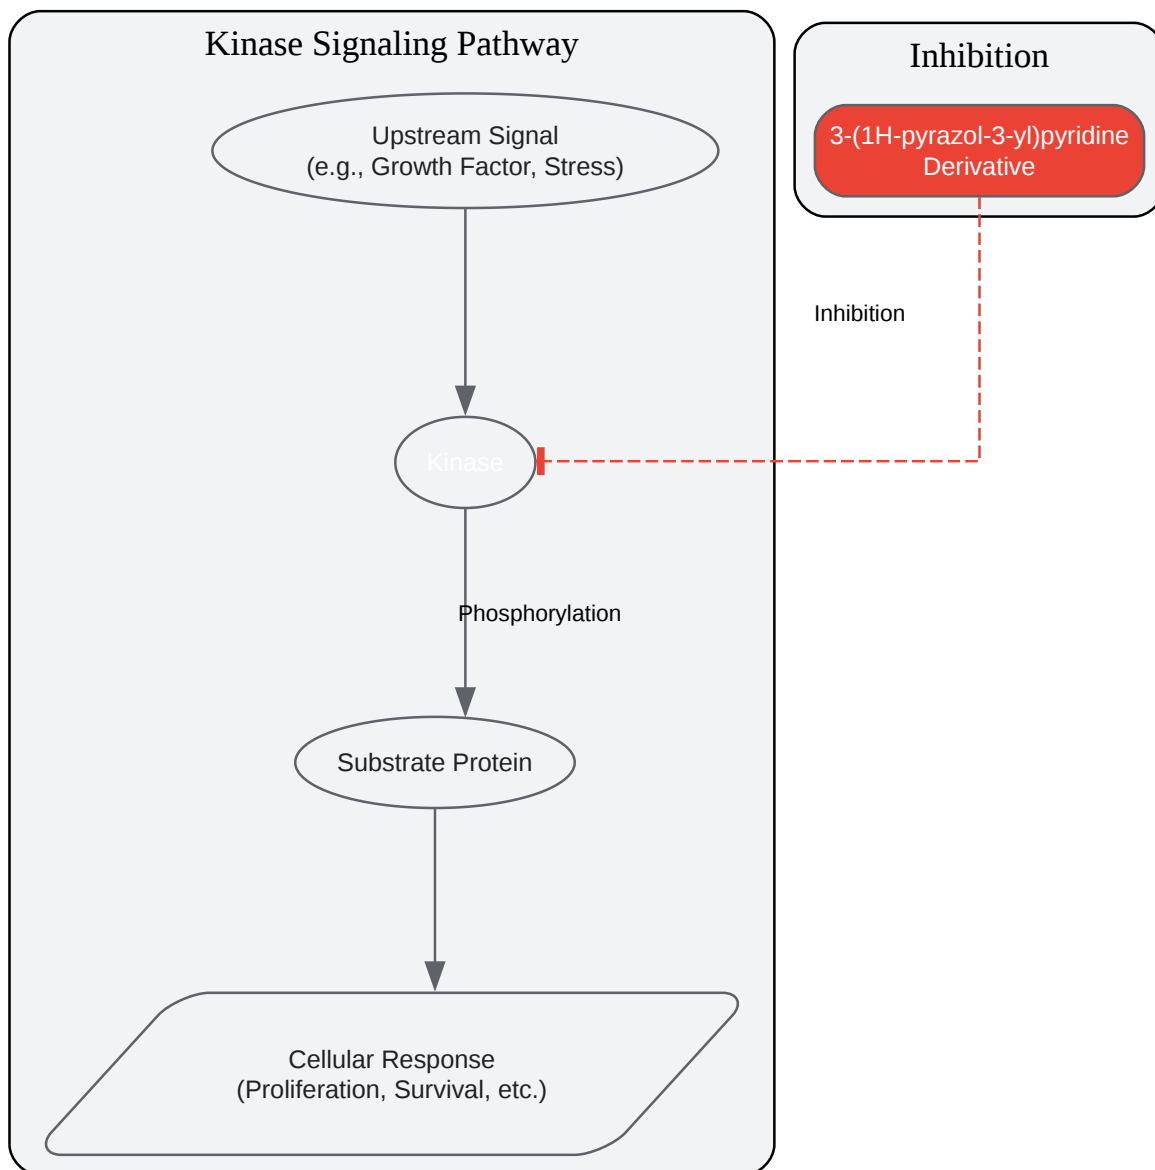 Kinase Signaling Pathway
Upstream Signal
(e.g., Growth Factor, Stress)
Kinase
Phosphorylation
Substrate Protein
Cellular Response
(Proliferation, Survival, etc.)
Inhibition
3-(1H-pyrazol-3-yl)pyridine
Derivative
Inhibition